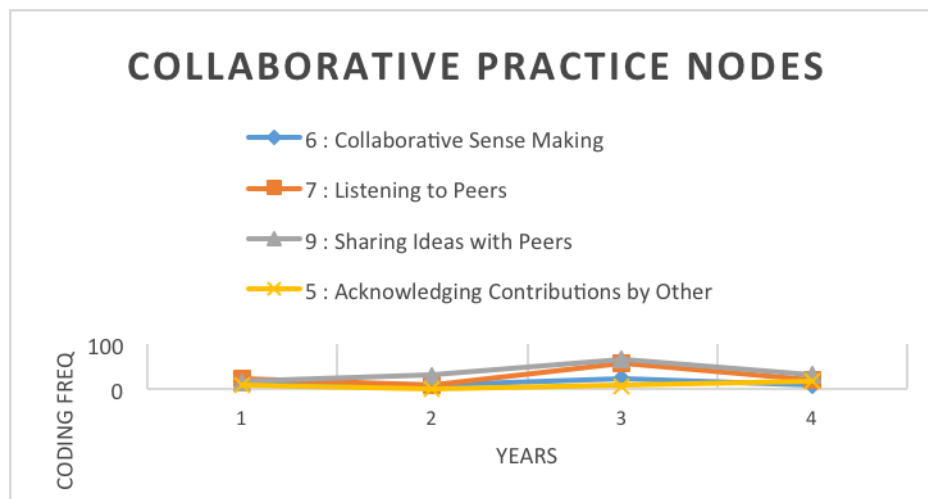 COLLABORATIVE PRACTICE NODES
6 : Collaborative Sense Making
7 : Listening to Peers
9 : Sharing Ideas with Peers
5 : Acknowledging Contributions by Other
CODING FREQ
100
0
1 2 3 4
YEARS